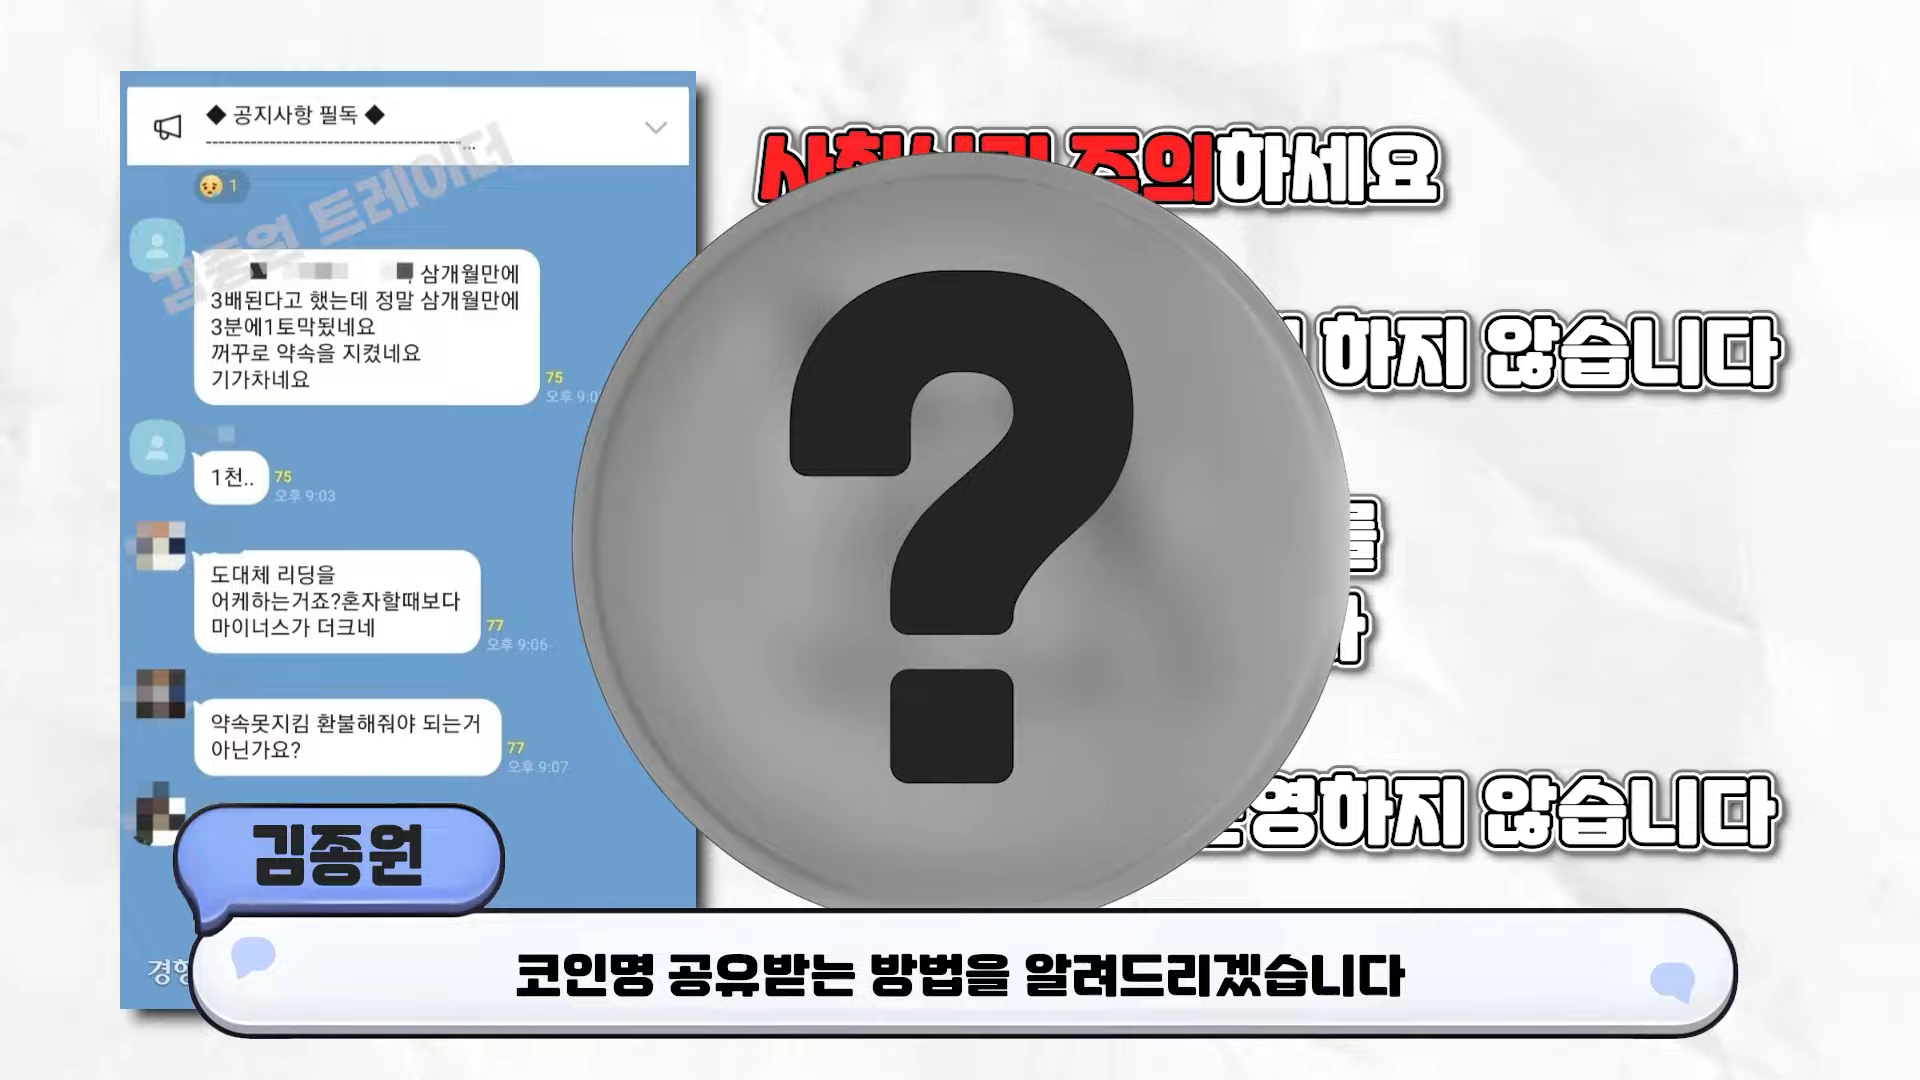 ◆ 공지사항 필독 ◆
김종원 트레이더
1
삼개월만에
3배된다고 했는데 정말 삼개월만에
3분에1토막됐네요
꺼꾸로 약속을 지켰네요
기가차네요
75
오후 9:0
1천..
75
오후 9:03
도대체 리딩을
어케하는거죠?혼자할때보다
마이너스가 더크네
77
오후 9:06
약속못지킴 환불해줘야 되는거
아닌가요?
77
오후 9:07
주의하세요
하지 않습니다
를
영하지 않습니다
?
김종원
코인명 공유받는 방법을 알려드리겠습니다